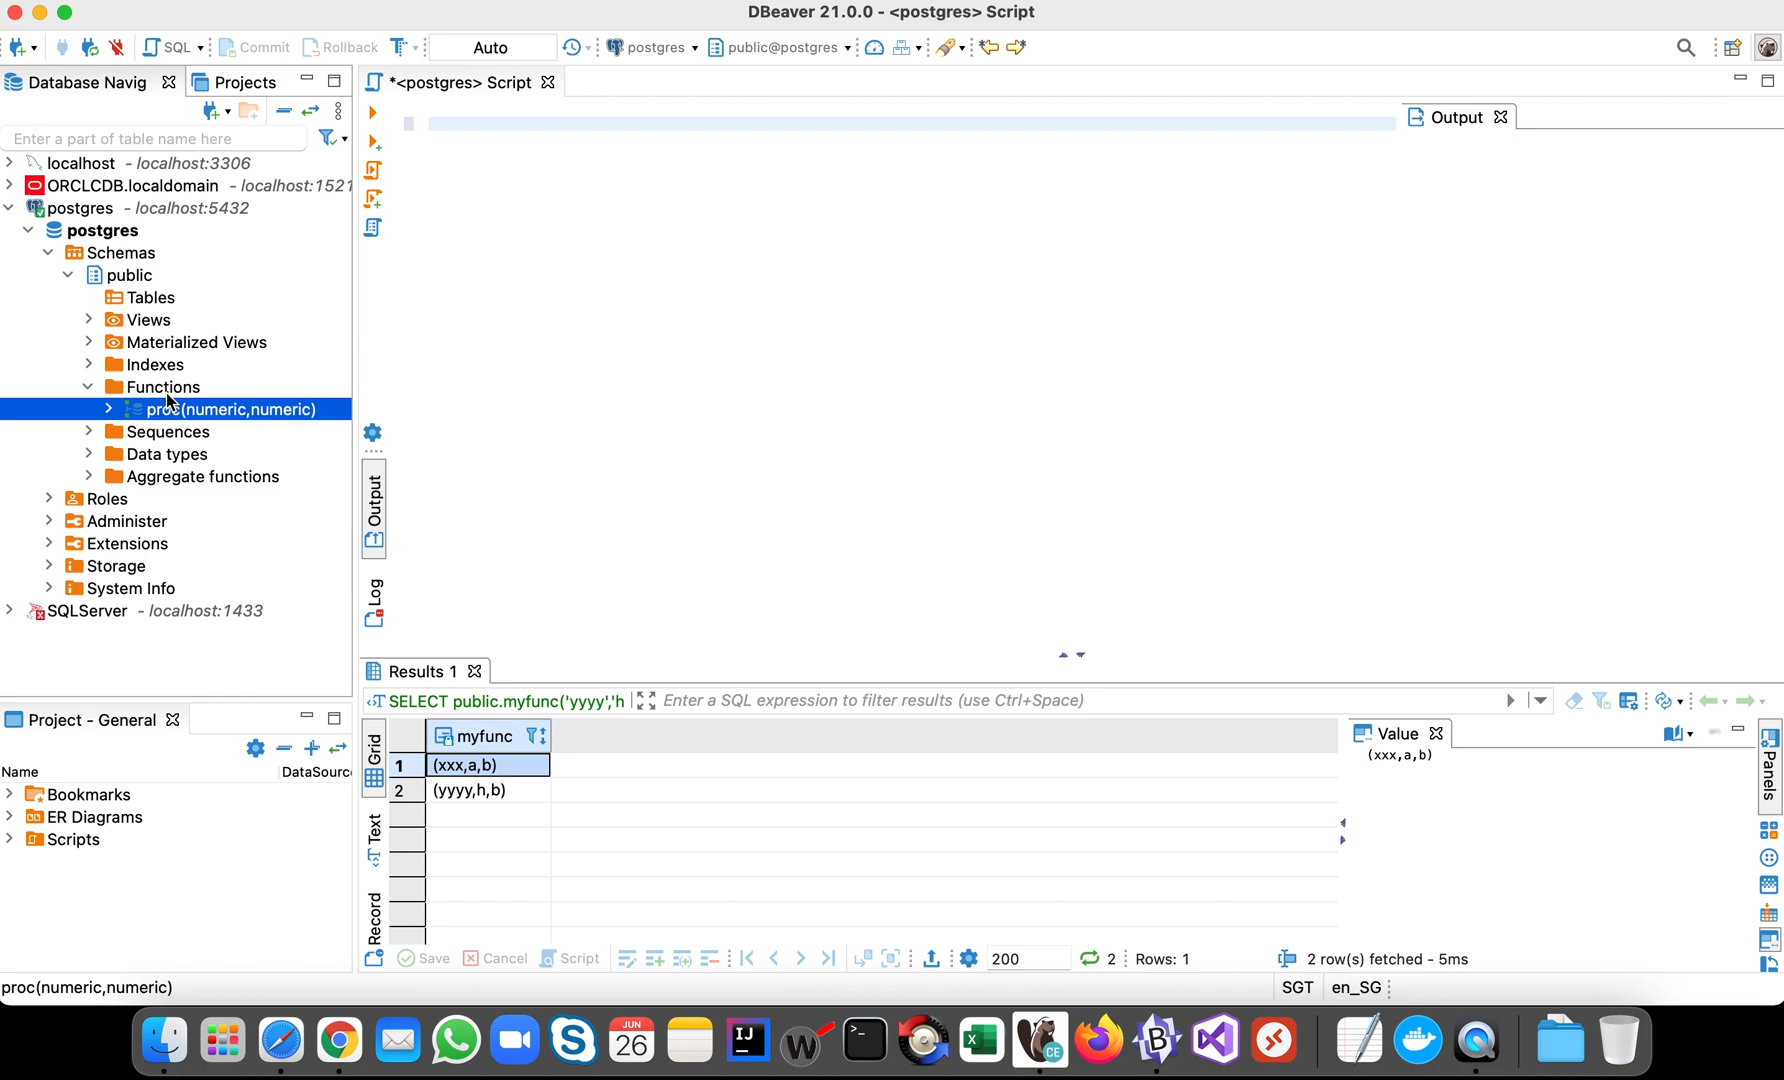 DBeaver 21.0.0 - <postgres> Script
SQL
Commit
Rollback
Auto
postgres
public@postgres
Database Navig
Projects
*<postgres> Script
Enter a part of table name here
Output
localhost - localhost:3306
ORCLCDB.localdomain - localhost:1521
postgres - localhost:5432
postgres
Schemas
public
Tables
Views
Materialized Views
Indexes
Functions
proc(numeric,numeric)
Sequences
Data types
Aggregate functions
Roles
Administer
Extensions
Storage
System Info
SQLServer - localhost:1433
Output
Log
Results 1
SELECT public.myfunc('yyyy','h
Enter a SQL expression to filter results (use Ctrl+Space)
Project - General
Name
DataSourc
Bookmarks
ER Diagrams
Scripts
Grid
Text
Record
myfunc
1 (xxx,a,b)
2 (yyyy,h,b)
Value
(xxx,a,b)
Panels
Save
Cancel
Script
200
2
Rows: 1
2 row(s) fetched - 5ms
proc(numeric,numeric)
SGT
en_SG
JUN
26
IJ
W
CE
B